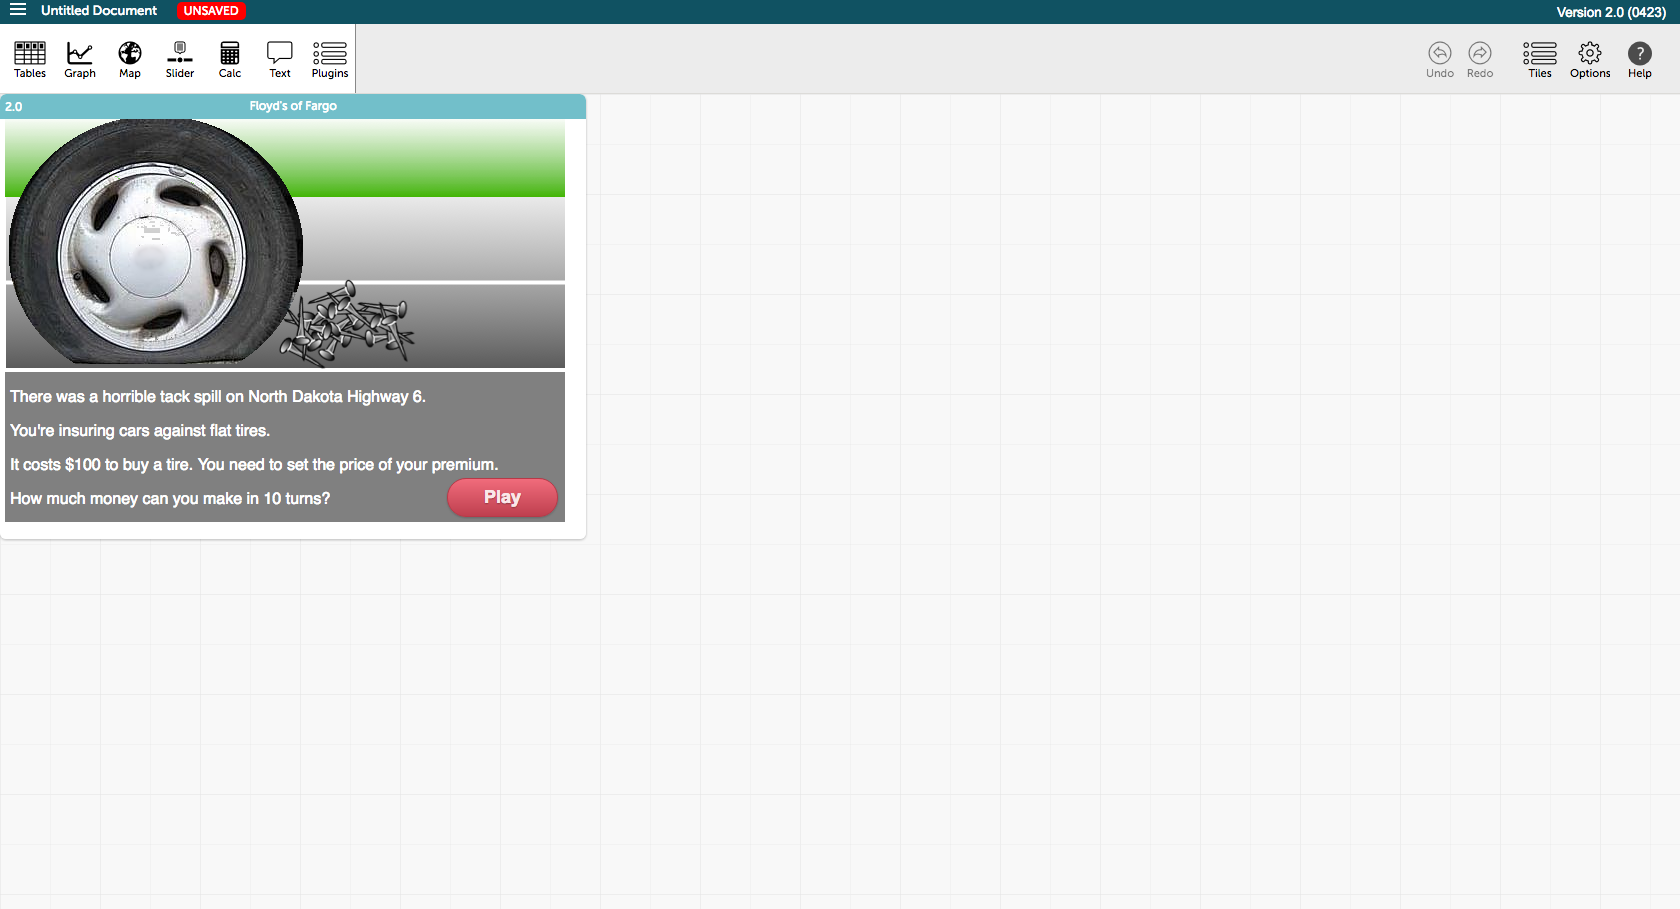 Untitled Document UNSAVED Version 2.0 (0423)
Tables Graph Map Slider Calc Text Plugins Undo Redo Tiles Options ? Help
2.0 Floyd's of Fargo
There was a horrible tack spill on North Dakota Highway 6.
You're insuring cars against flat tires.
It costs $100 to buy a tire. You need to set the price of your premium.
How much money can you make in 10 turns? Play